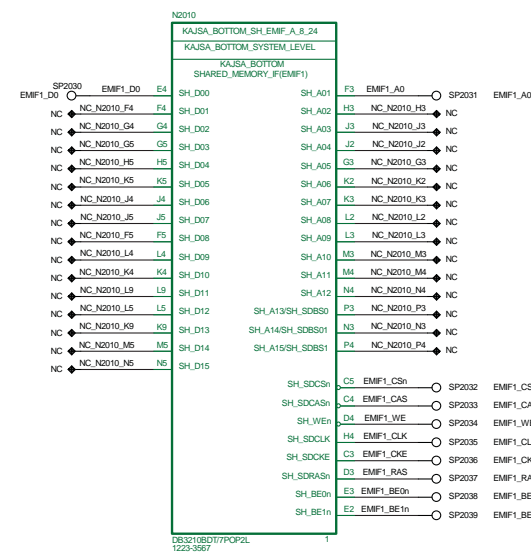 N2010
KAJSA_BOTTOM_SH_EMIF_A_8_24
KAJSA_BOTTOM_SYSTEM_LEVEL
KAJSA_BOTTOM
SHARED_MEMORY_IF(EMIF1)
EMIF1_D0 SP2030 EMIF1_D0 E4 SH_D00 SH_A01 F3 EMIF1_A0 SP2031 EMIF1_A0
NC NC_N2010_F4 F4 SH_D01 SH_A02 H3 NC_N2010_H3 NC
NC NC_N2010_G4 G4 SH_D02 SH_A03 J3 NC_N2010_J3 NC
NC NC_N2010_G5 G5 SH_D03 SH_A04 J2 NC_N2010_J2 NC
NC NC_N2010_H5 H5 SH_D04 SH_A05 G3 NC_N2010_G3 NC
NC NC_N2010_K5 K5 SH_D05 SH_A06 K2 NC_N2010_K2 NC
NC NC_N2010_J4 J4 SH_D06 SH_A07 K3 NC_N2010_K3 NC
NC NC_N2010_J5 J5 SH_D07 SH_A08 L2 NC_N2010_L2 NC
NC NC_N2010_F5 F5 SH_D08 SH_A09 L3 NC_N2010_L3 NC
NC NC_N2010_L4 L4 SH_D09 SH_A10 M3 NC_N2010_M3 NC
NC NC_N2010_K4 K4 SH_D10 SH_A11 M4 NC_N2010_M4 NC
NC NC_N2010_L9 L9 SH_D11 SH_A12 N4 NC_N2010_N4 NC
NC NC_N2010_L5 L5 SH_D12 SH_A13/SH_SDBS0 P3 NC_N2010_P3 NC
NC NC_N2010_K9 K9 SH_D13 SH_A14/SH_SDBS01 N3 NC_N2010_N3 NC
NC NC_N2010_M5 M5 SH_D14 SH_A15/SH_SDBS1 P4 NC_N2010_P4 NC
NC NC_N2010_N5 N5 SH_D15
SH_SDCSn C5 EMIF1_CSn SP2032 EMIF1_CS
SH_SDCASn C4 EMIF1_CAS SP2033 EMIF1_CA
SH_WEn D4 EMIF1_WE SP2034 EMIF1_WE
SH_SDCLK H4 EMIF1_CLK SP2035 EMIF1_CL
SH_SDCKE C3 EMIF1_CKE SP2036 EMIF1_CK
SH_SDRASn D3 EMIF1_RAS SP2037 EMIF1_RA
SH_BE0n E3 EMIF1_BE0n SP2038 EMIF1_BE
SH_BE1n E2 EMIF1_BE1n SP2039 EMIF1_BE
DB3210BDT/7POP2L 1
1223-3567